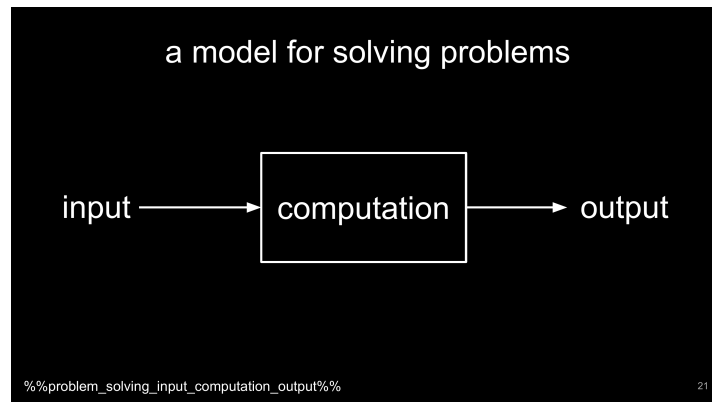 a model for solving problems
input
computation
output
%%problem_solving_input_computation_output%%
21